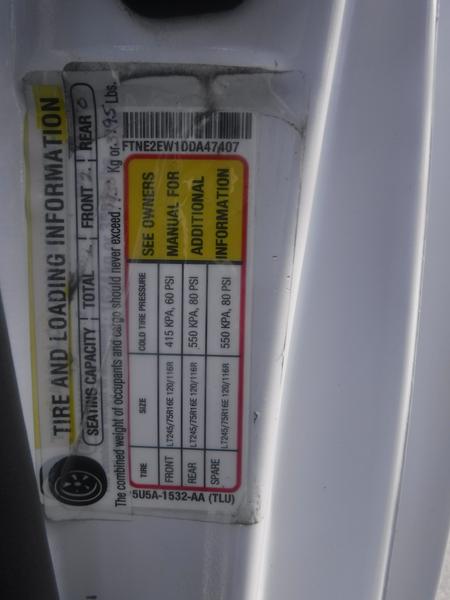 TIRE AND LOADING INFORMATION
SEATING CAPACITY TOTAL 2 FRONT 2 REAR 0
The combined weight of occupants and cargo should never exceed Kg or Lbs.
TIRE SIZE COLD TIRE PRESSURE SEE OWNERS
FRONT LT245/75R16E 120/116R 415 KPA, 60 PSI MANUAL FOR
REAR LT245/75R16E 120/116R 550 KPA, 80 PSI ADDITIONAL
SPARE LT245/75R16E 120/116R 550 KPA, 80 PSI INFORMATION
5U5A-1532-AA (TLU)
FTNE2EW1DDA47407